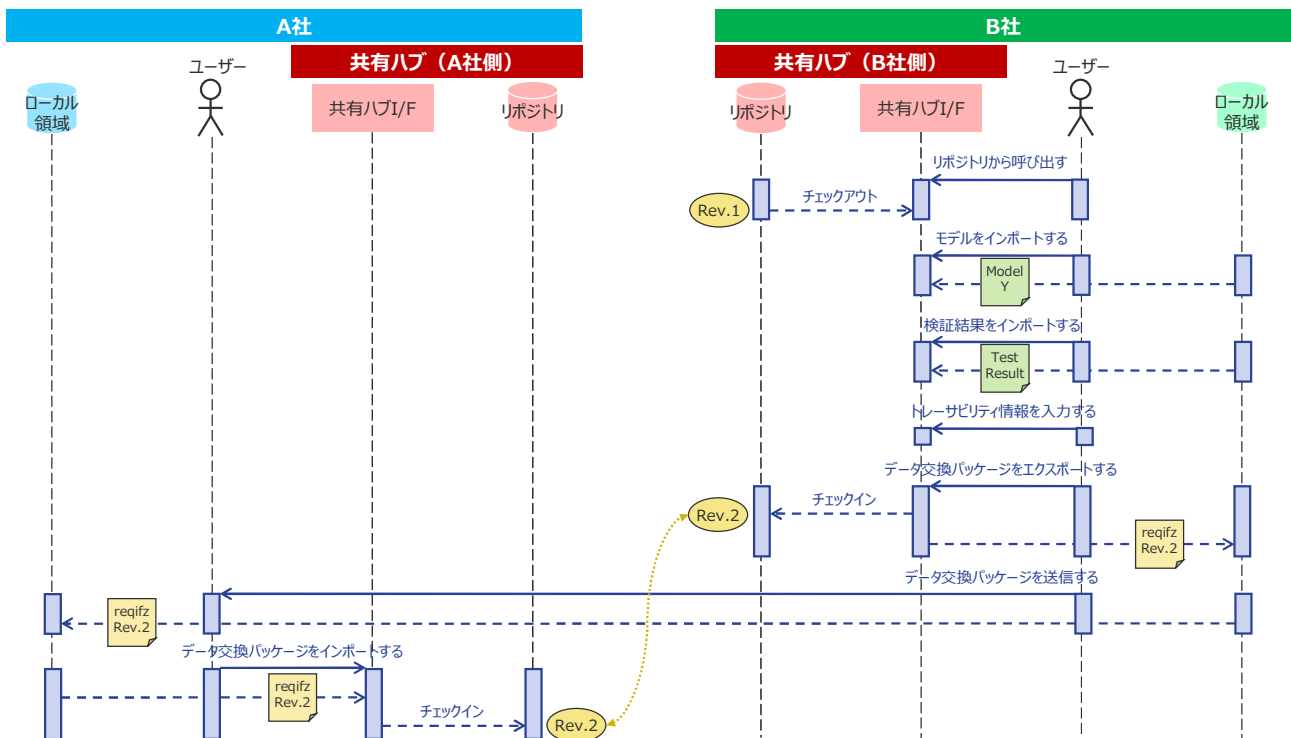 A社
B社
共有ハブ（A社側）
共有ハブ（B社側）
ユーザー
ユーザー
ローカル
領域
共有ハブI/F
リポジトリ
リポジトリ
共有ハブI/F
ローカル
領域
リポジトリから呼び出す
チェックアウト
Rev.1
モデルをインポートする
Model
Y
検証結果をインポートする
Test
Result
トレーサビリティ情報を入力する
データ交換パッケージをエクスポートする
チェックイン
Rev.2
reqifz
Rev.2
データ交換パッケージを送信する
reqifz
Rev.2
データ交換パッケージをインポートする
reqifz
Rev.2
チェックイン
Rev.2